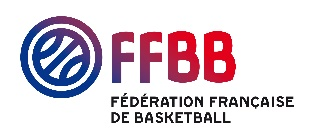 FFBB
FÉDÉRATION FRANÇAISE
DE BASKETBALL